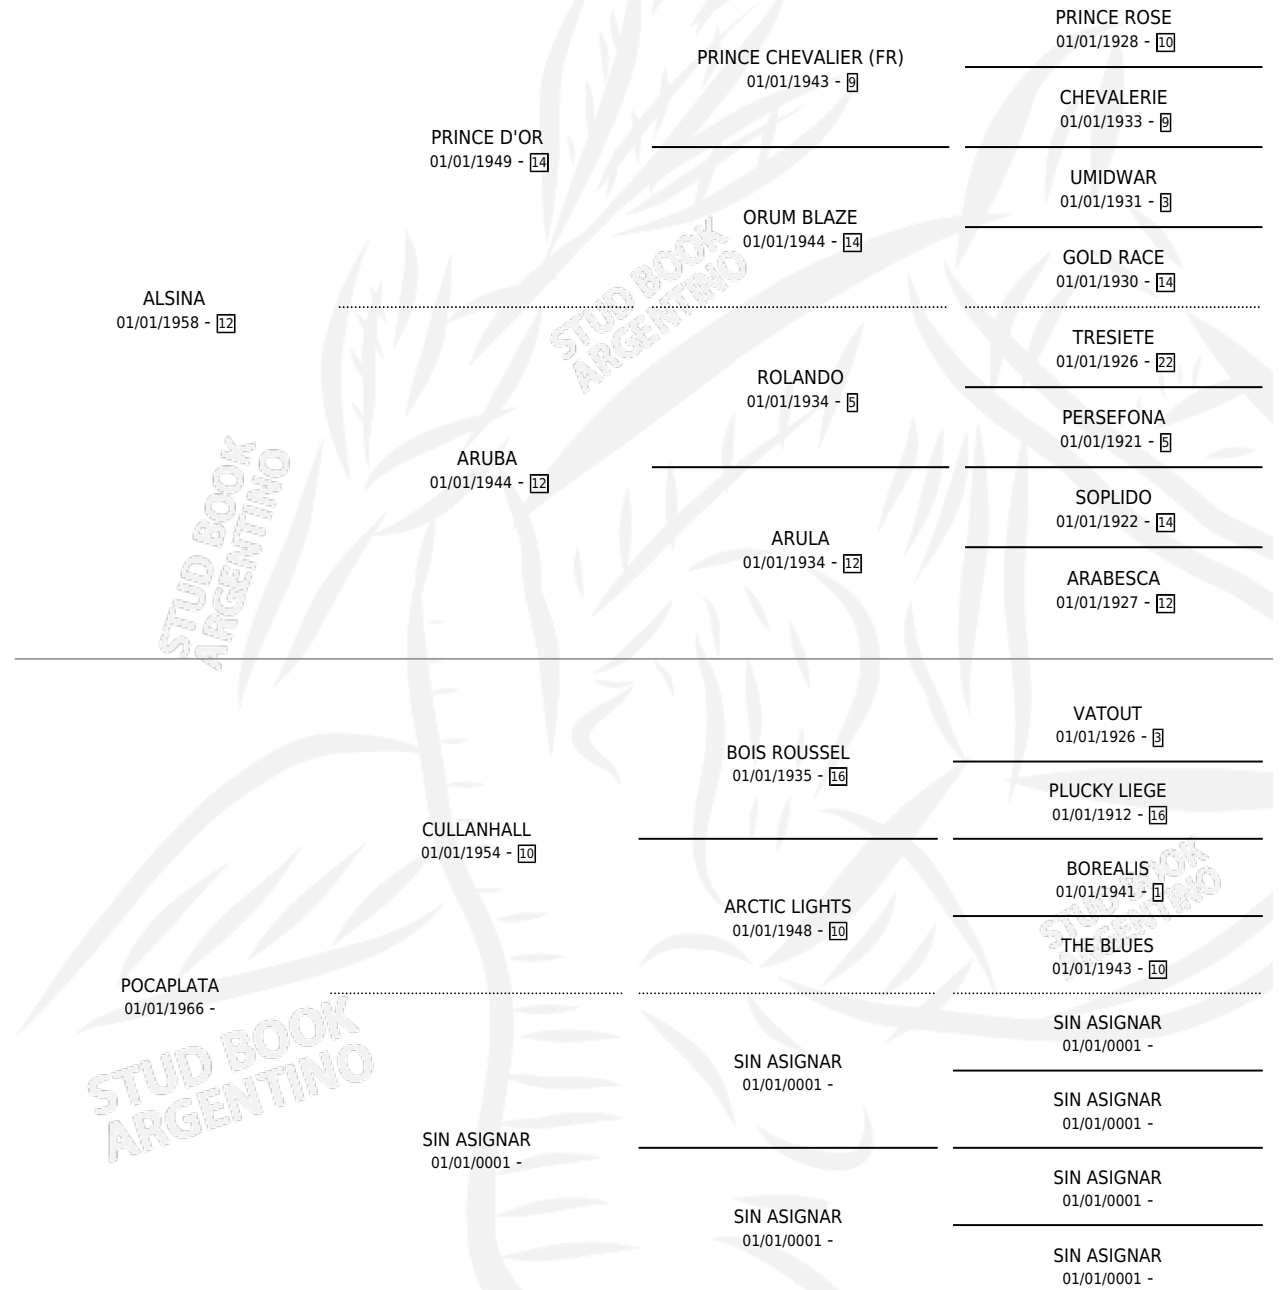 PRINCE ROSE
01/01/1928 - 10
PRINCE CHEVALIER (FR)
01/01/1943 - 9
CHEVALERIE
01/01/1933 - 9
PRINCE D'OR
01/01/1949 - 14
UMIDWAR
01/01/1931 - 3
ORUM BLAZE
01/01/1944 - 14
GOLD RACE
01/01/1930 - 14
ALSINA
01/01/1958 - 12
TRESIETE
01/01/1926 - 22
ROLANDO
01/01/1934 - 5
PERSEFONA
01/01/1921 - 5
ARUBA
01/01/1944 - 12
SOPLIDO
01/01/1922 - 14
ARULA
01/01/1934 - 12
ARABESCA
01/01/1927 - 12
STUD BOOK
ARGENTINO
STUD BOOK
ARGENTINO
VATOUT
01/01/1926 - 3
BOIS ROUSSEL
01/01/1935 - 16
PLUCKY LIEGE
01/01/1912 - 16
CULLANHALL
01/01/1954 - 10
BOREALIS
01/01/1941 - 1
ARCTIC LIGHTS
01/01/1948 - 10
THE BLUES
01/01/1943 - 10
POCAPLATA
01/01/1966 -
SIN ASIGNAR
01/01/0001 -
SIN ASIGNAR
01/01/0001 -
SIN ASIGNAR
01/01/0001 -
SIN ASIGNAR
01/01/0001 -
SIN ASIGNAR
01/01/0001 -
SIN ASIGNAR
01/01/0001 -
SIN ASIGNAR
01/01/0001 -
STUD BOOK
ARGENTINO
STUD BOOK
ARGENTINO